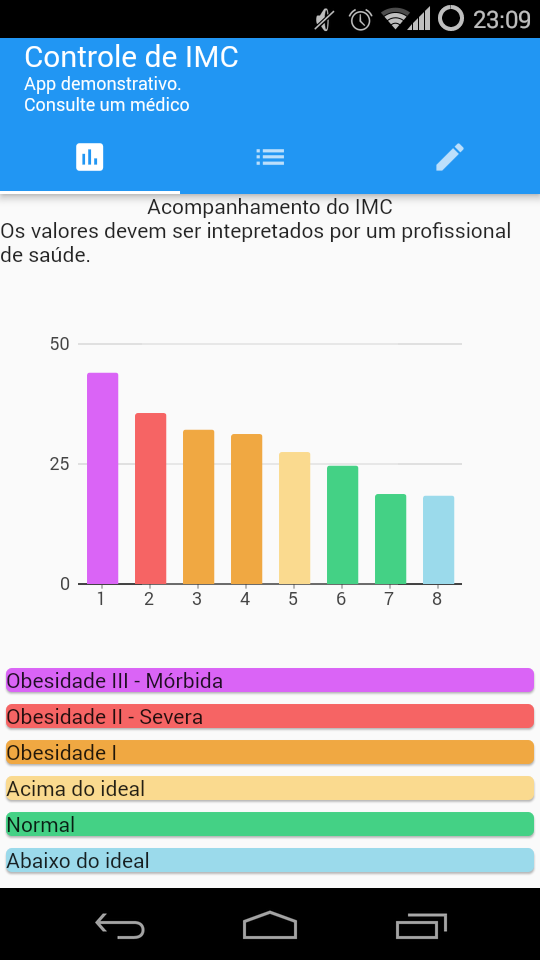 23:09
Controle de IMC
App demonstrativo.
Consulte um médico
Acompanhamento do IMC
Os valores devem ser intepretados por um profissional
de saúde.
50
25
0
1 2 3 4 5 6 7 8
Obesidade III - Mórbida
Obesidade II - Severa
Obesidade I
Acima do ideal
Normal
Abaixo do ideal